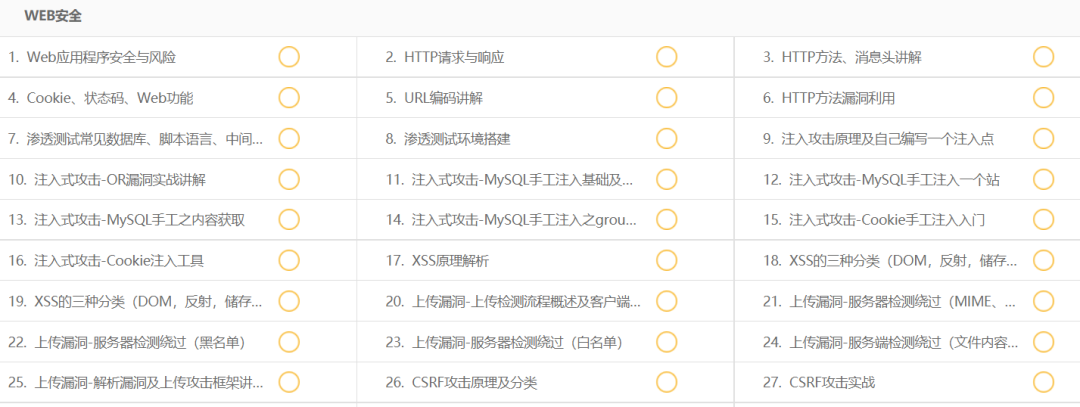 WEB安全
1. Web应用程序安全与风险
2. HTTP请求与响应
3. HTTP方法、消息头讲解
4. Cookie、状态码、Web功能
5. URL编码讲解
6. HTTP方法漏洞利用
7. 渗透测试常见数据库、脚本语言、中间...
8. 渗透测试环境搭建
9. 注入攻击原理及自己编写一个注入点
10. 注入式攻击-OR漏洞实战讲解
11. 注入式攻击-MySQL手工注入基础及...
12. 注入式攻击-MySQL手工注入一个站
13. 注入式攻击-MySQL手工之内容获取
14. 注入式攻击-MySQL手工注入之grou...
15. 注入式攻击-Cookie手工注入入门
16. 注入式攻击-Cookie注入工具
17. XSS原理解析
18. XSS的三种分类（DOM，反射，储存...
19. XSS的三种分类（DOM，反射，储存...
20. 上传漏洞-上传检测流程概述及客户端...
21. 上传漏洞-服务器检测绕过（MIME、...
22. 上传漏洞-服务器检测绕过（黑名单）
23. 上传漏洞-服务器检测绕过（白名单）
24. 上传漏洞-服务端检测绕过（文件内容...
25. 上传漏洞-解析漏洞及上传攻击框架讲...
26. CSRF攻击原理及分类
27. CSRF攻击实战